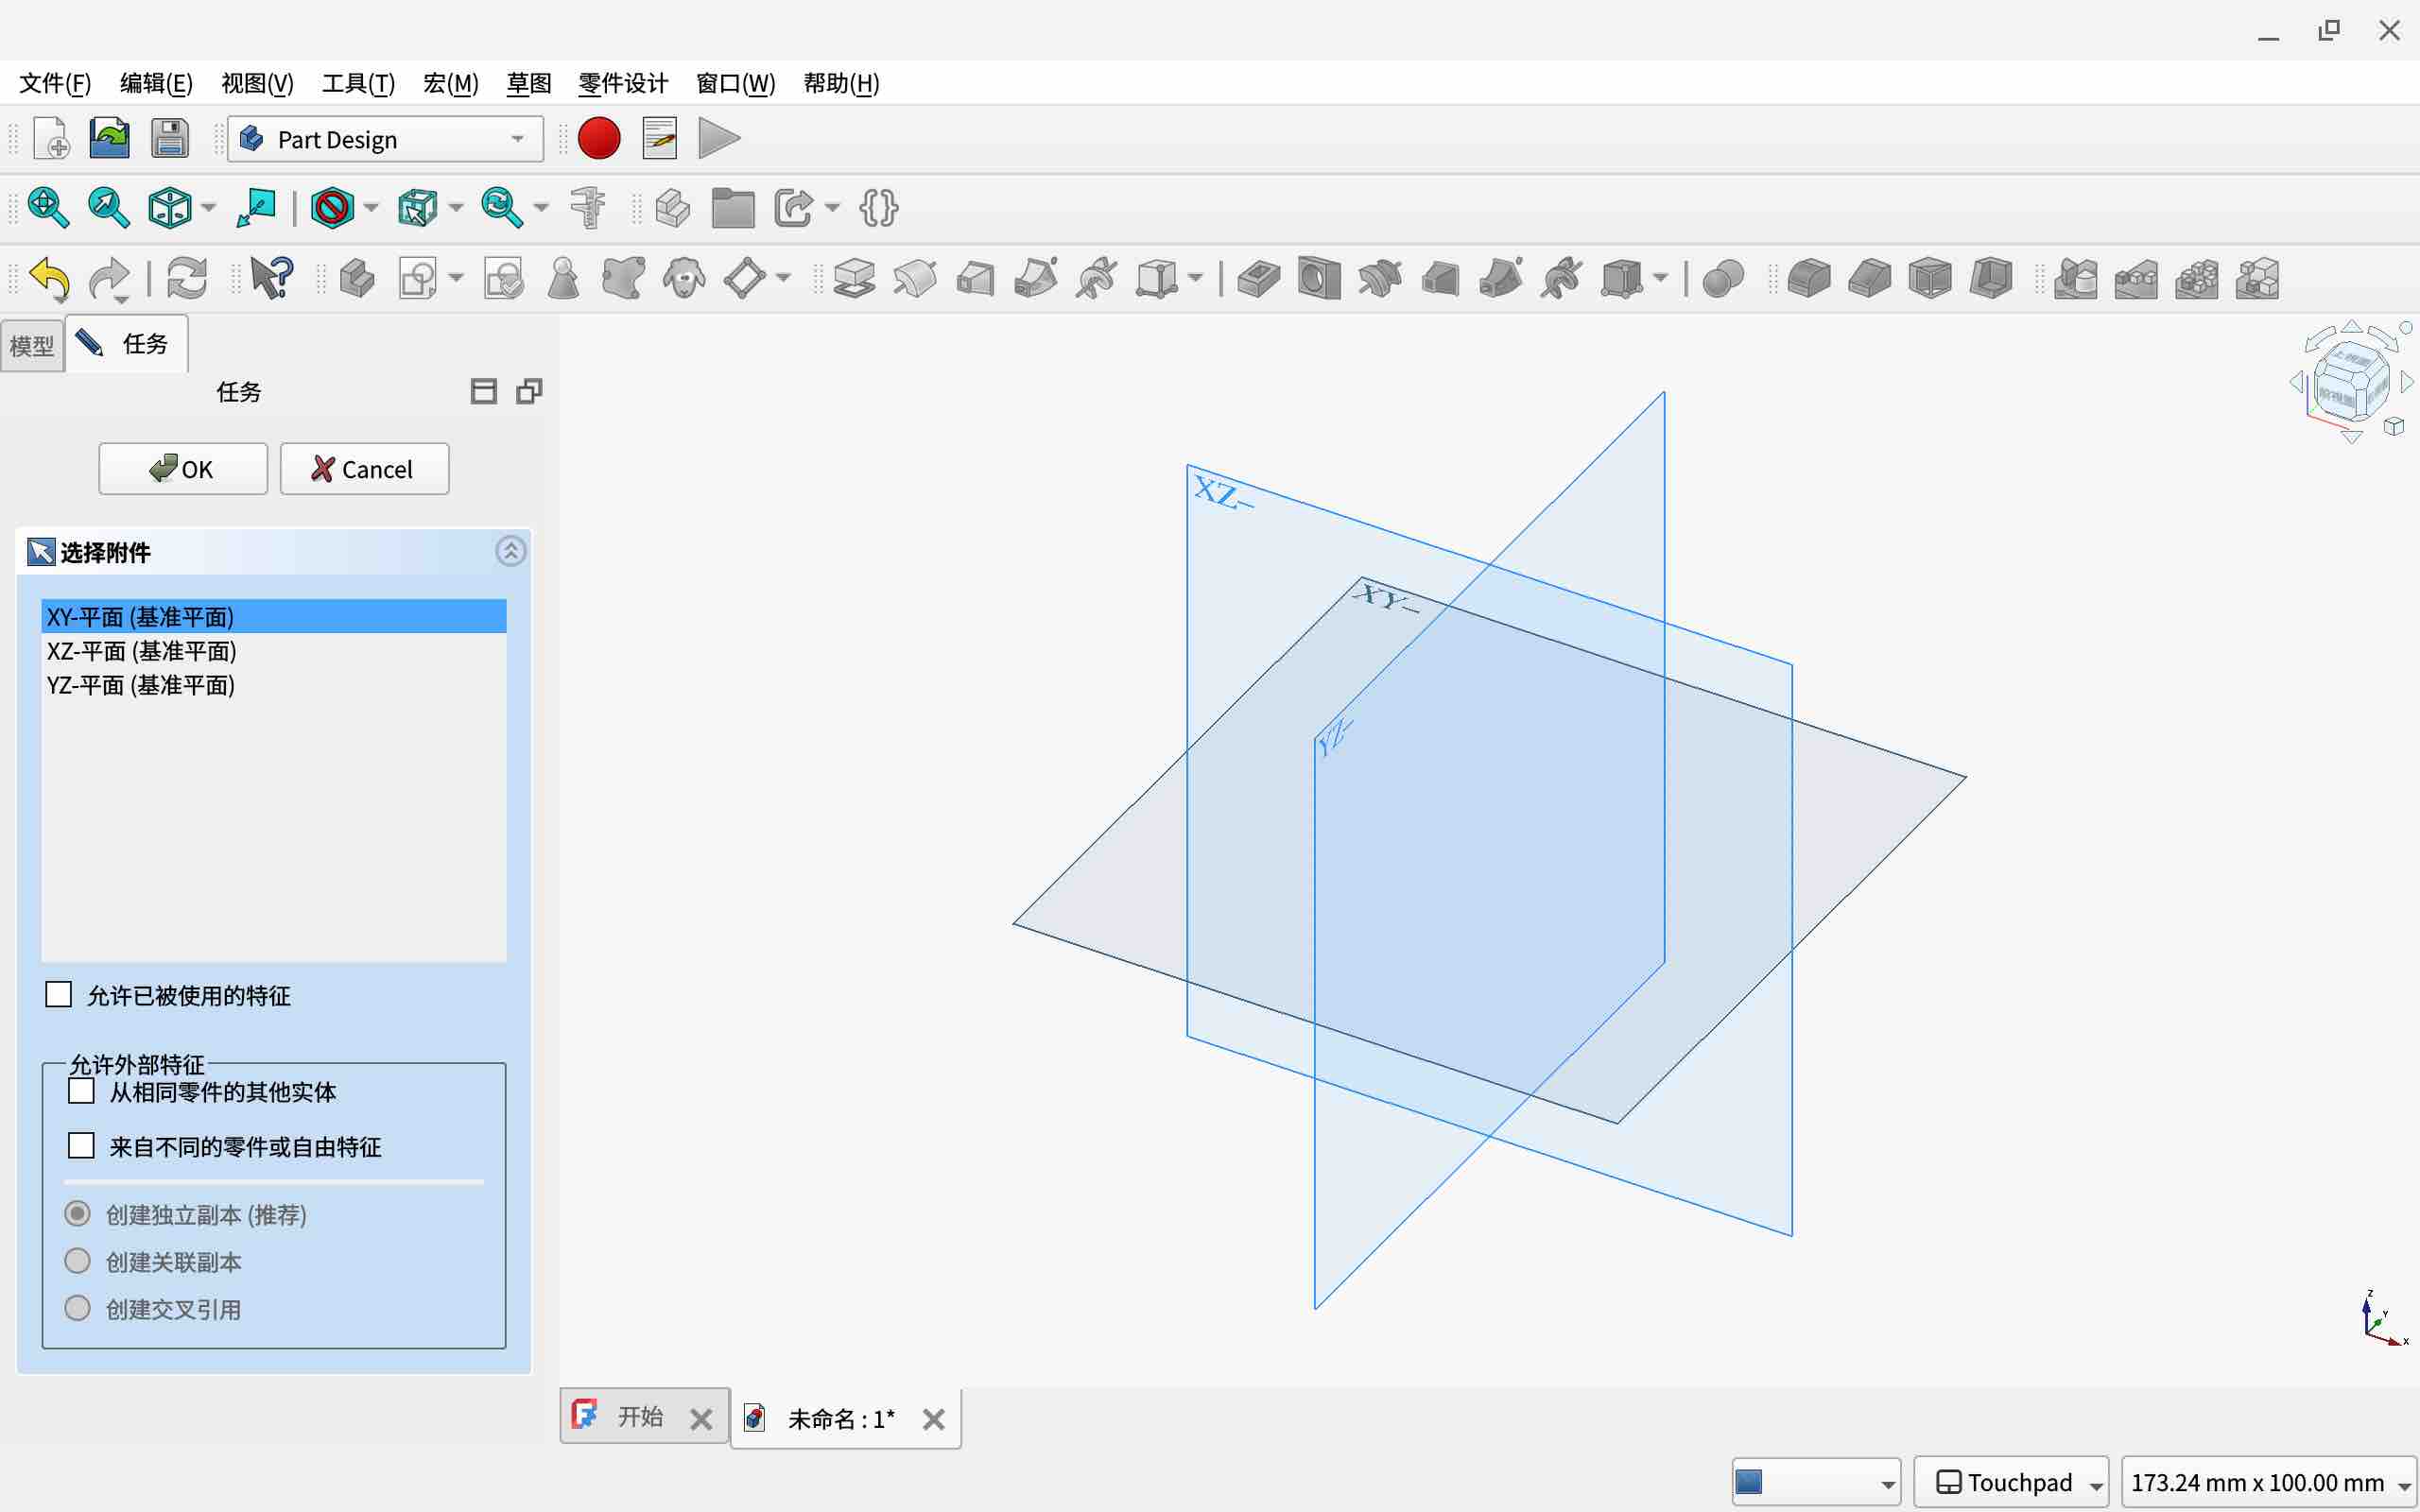 文件(F) 编辑(E) 视图(V) 工具(T) 宏(M) 草图 零件设计 窗口(W) 帮助(H)
Part Design
模型 任务
任务
OK Cancel
选择附件
XY-平面 (基准平面)
XZ-平面 (基准平面)
YZ-平面 (基准平面)
允许已被使用的特征
允许外部特征
从相同零件的其他实体
来自不同的零件或自由特征
创建独立副本 (推荐)
创建关联副本
创建交叉引用
XZ-
XY-
YZ-
上視圖
前視圖
Z
Y
X
开始 未命名 : 1*
Touchpad 173.24 mm x 100.00 mm